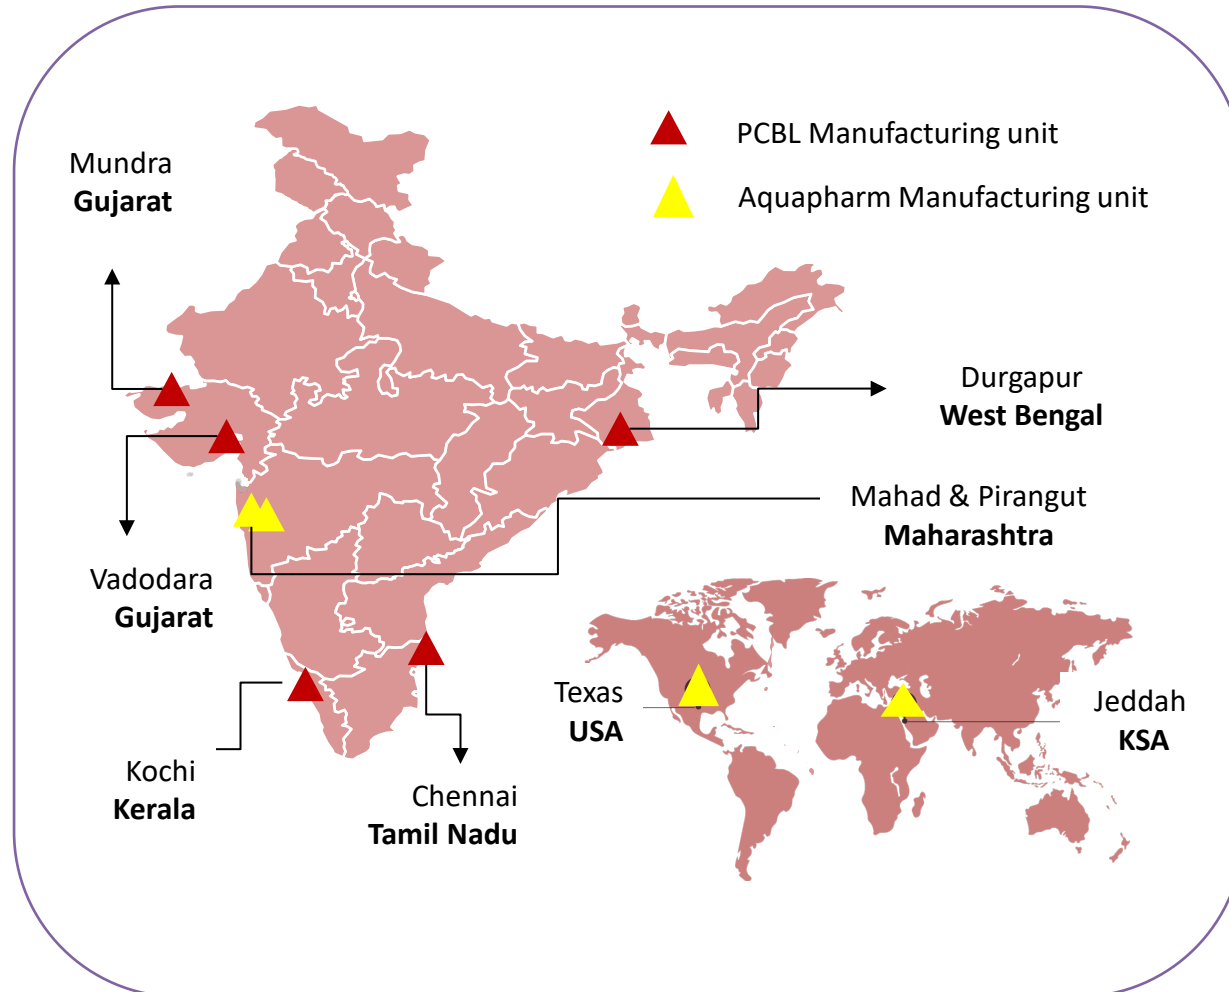 PCBL Manufacturing unit
Aquapharm Manufacturing unit
Mundra
Gujarat
Durgapur
West Bengal
Mahad & Pirangut
Maharashtra
Vadodara
Gujarat
Texas
USA
Jeddah
KSA
Kochi
Kerala
Chennai
Tamil Nadu